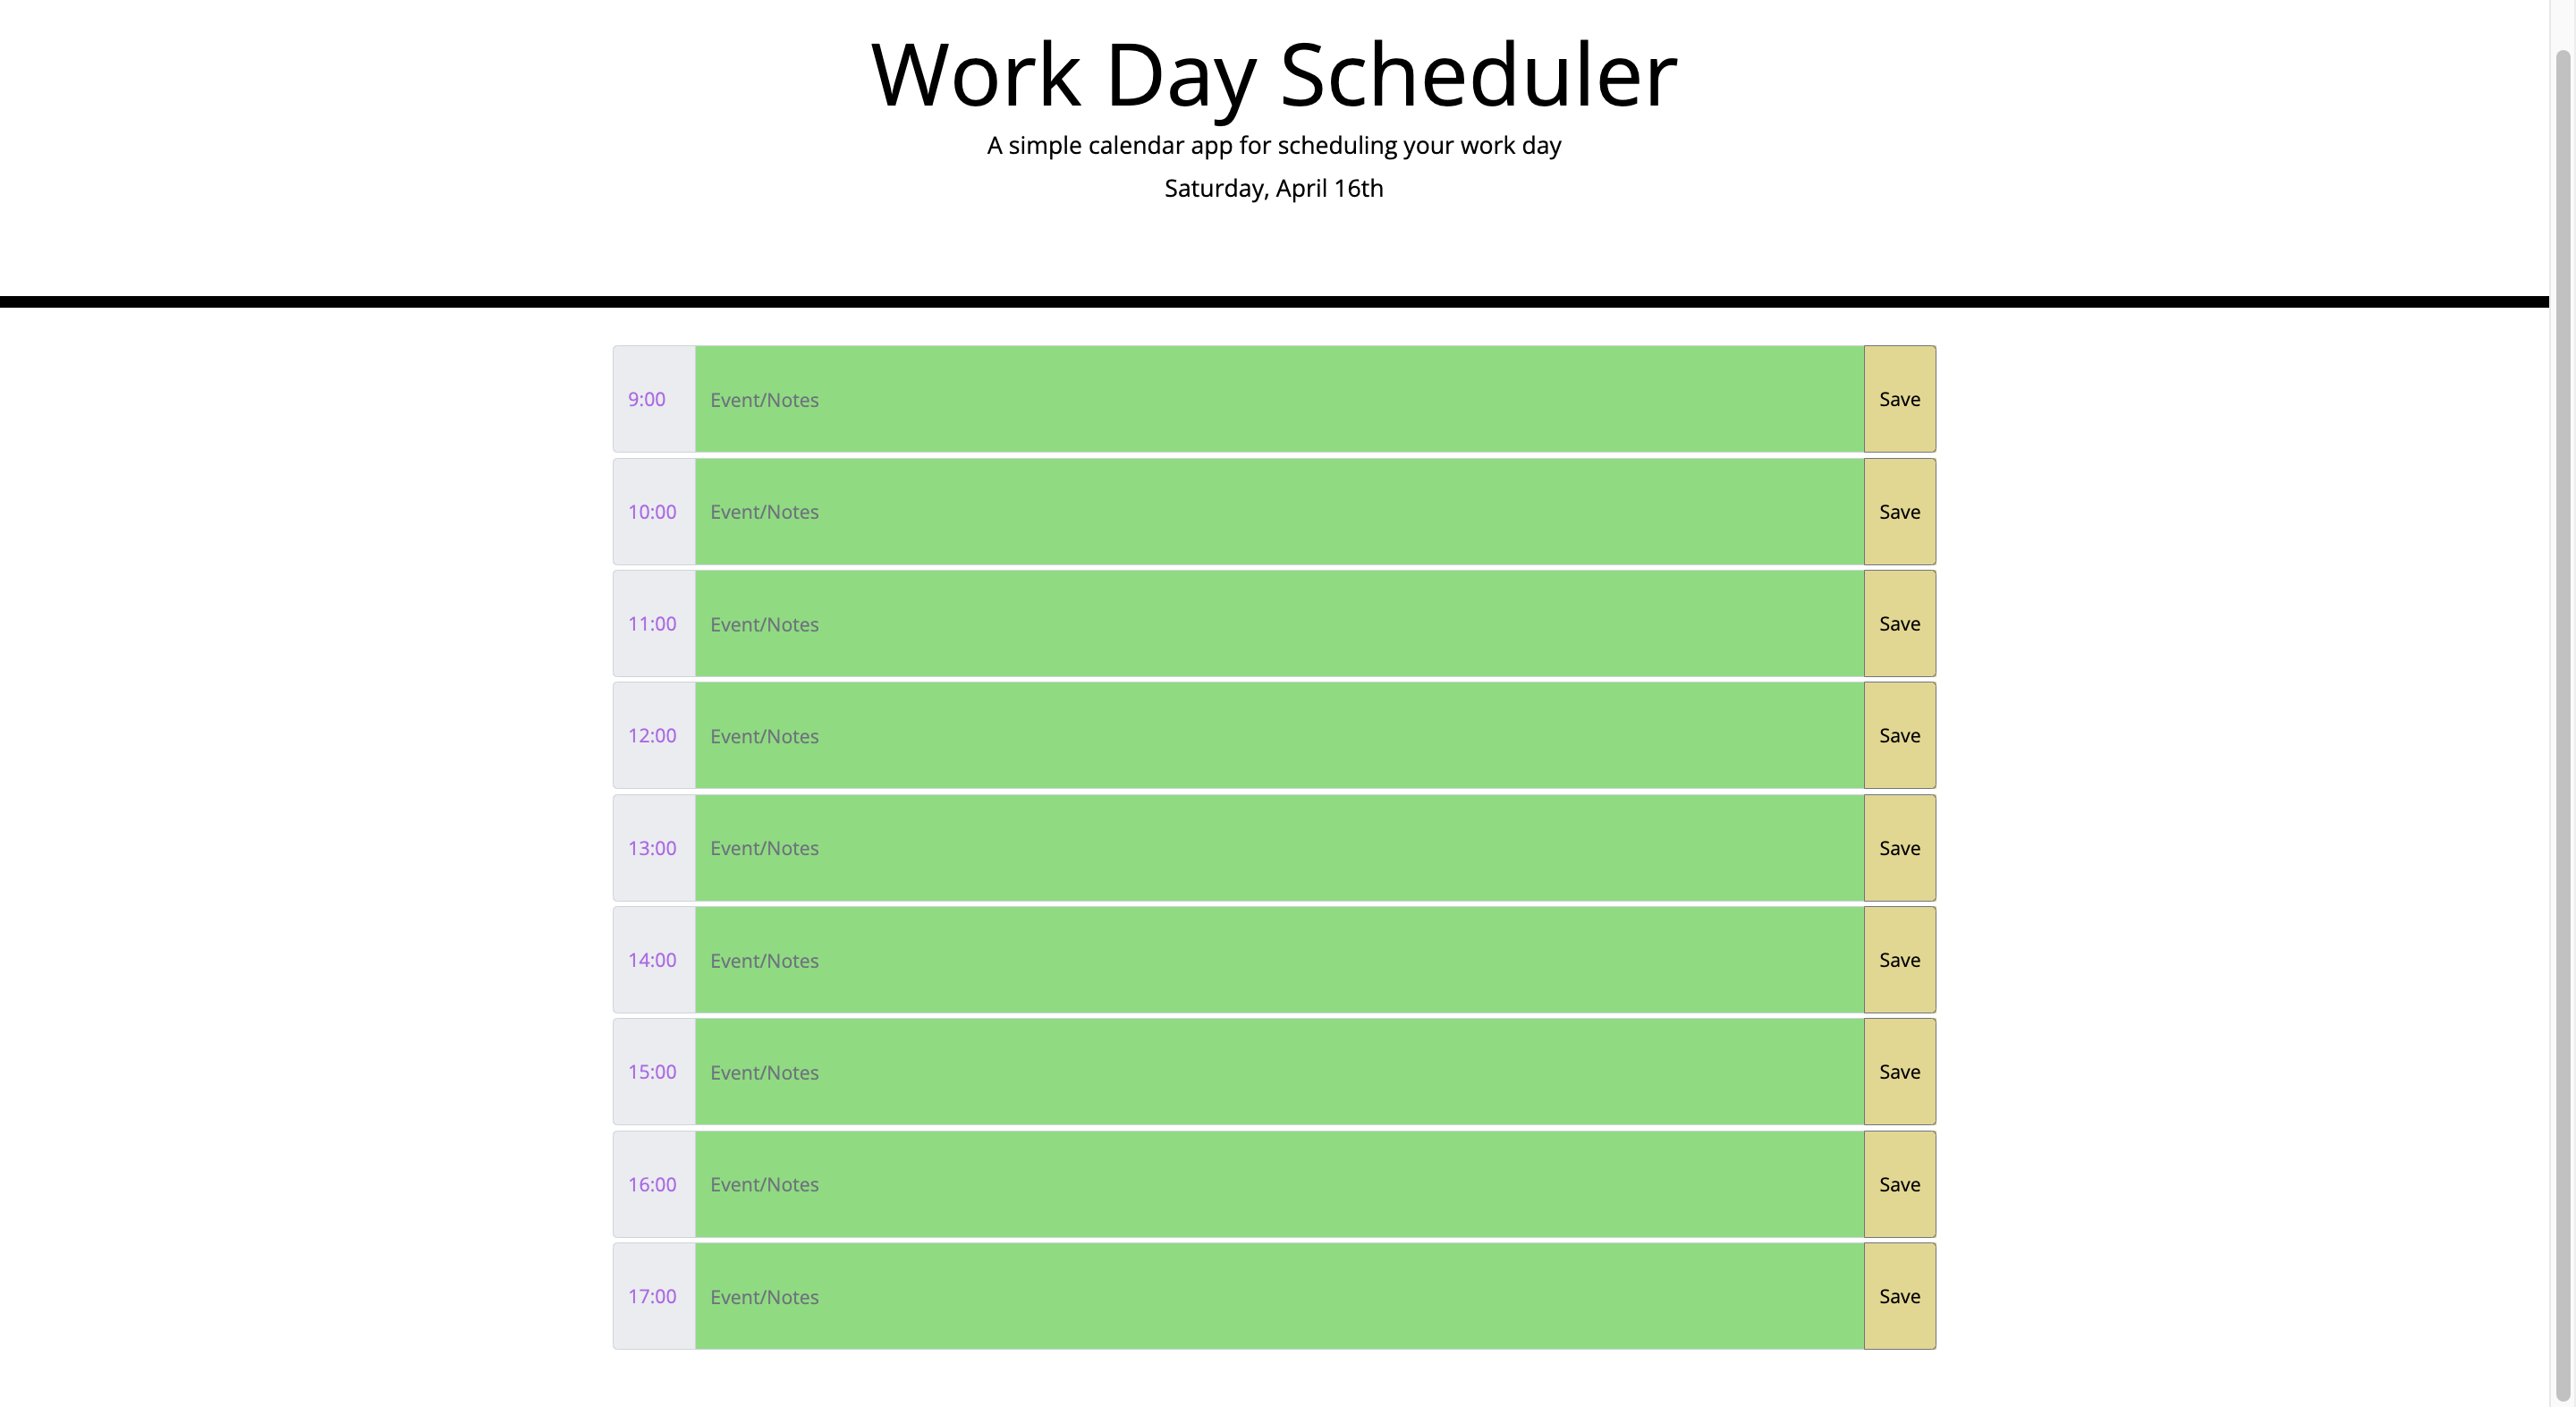 Work Day Scheduler
A simple calendar app for scheduling your work day
Saturday, April 16th
9:00 Event/Notes Save
10:00 Event/Notes Save
11:00 Event/Notes Save
12:00 Event/Notes Save
13:00 Event/Notes Save
14:00 Event/Notes Save
15:00 Event/Notes Save
16:00 Event/Notes Save
17:00 Event/Notes Save